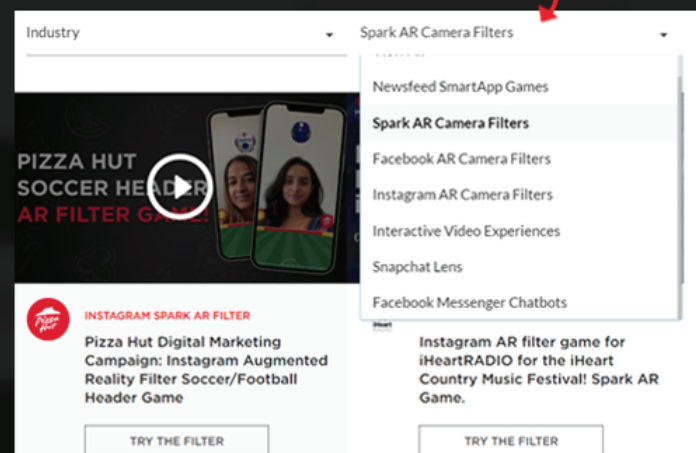 Industry
Spark AR Camera Filters
Newsfeed SmartApp Games
Spark AR Camera Filters
Facebook AR Camera Filters
Instagram AR Camera Filters
Interactive Video Experiences
Snapchat Lens
Facebook Messenger Chatbots
PIZZA HUT
SOCCER HEADER
AR FILTER GAME!
Pizza
Hut
INSTAGRAM SPARK AR FILTER
Pizza Hut Digital Marketing
Campaign: Instagram Augmented
Reality Filter Soccer/Football
Header Game
TRY THE FILTER
iHeart
Instagram AR filter game for
iHeartRADIO for the iHeart
Country Music Festival! Spark AR
Game.
TRY THE FILTER